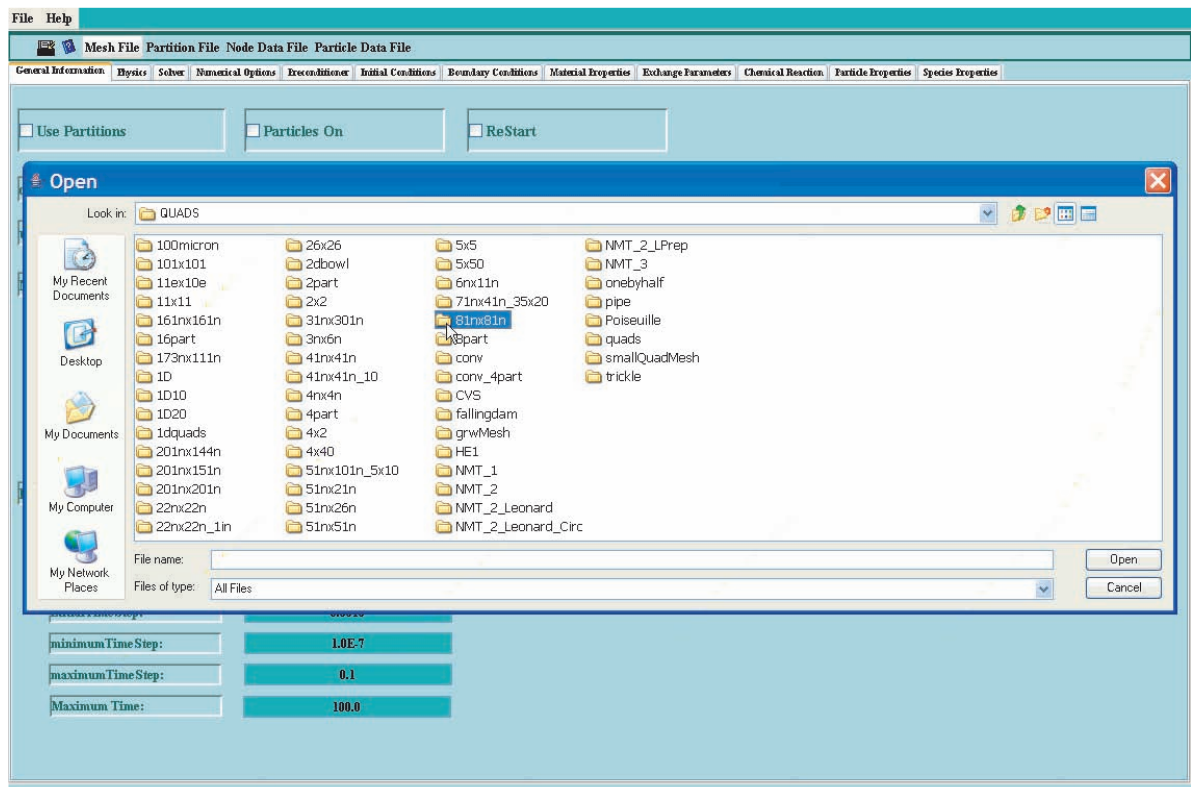 File Help
Mesh File Partition File Node Data File Particle Data File
General Information Physics Solver Numerical Options Preconditioner Initial Conditions Boundary Conditions Material Properties Exchange Parameters Chemical Reaction Particle Properties Species Properties
Use Partitions Particles On ReStart
Open
Look in: QUADS
100micron 26x26 5x5 NMT_2_LPrep
101x101 2dbowl 5x50 NMT_3
11ex10e 2part 6nx11n onebyhalf
11x11 2x2 71nx41n_35x20 pipe
161nx161n 31nx301n 81nx81n Poiseuille
16part 3nx6n 8part quads
173nx111n 41nx41n conv smallQuadMesh
1D 41nx41n_10 conv_4part trickle
1D10 4nx4n CVS
1D20 4part fallingdam
1dquads 4x2 grwMesh
201nx144n 4x40 HE1
201nx151n 51nx101n_5x10 NMT_1
201nx201n 51nx21n NMT_2
22nx22n 51nx26n NMT_2_Leonard
22nx22n_1in 51nx51n NMT_2_Leonard_Circ
My Recent
Documents
Desktop
My Documents
My Computer
My Network
Places
File name: Open
Files of type: All Files Cancel
minimumTimeStep: 1.0E-7
maximumTimeStep: 0.1
Maximum Time: 100.0